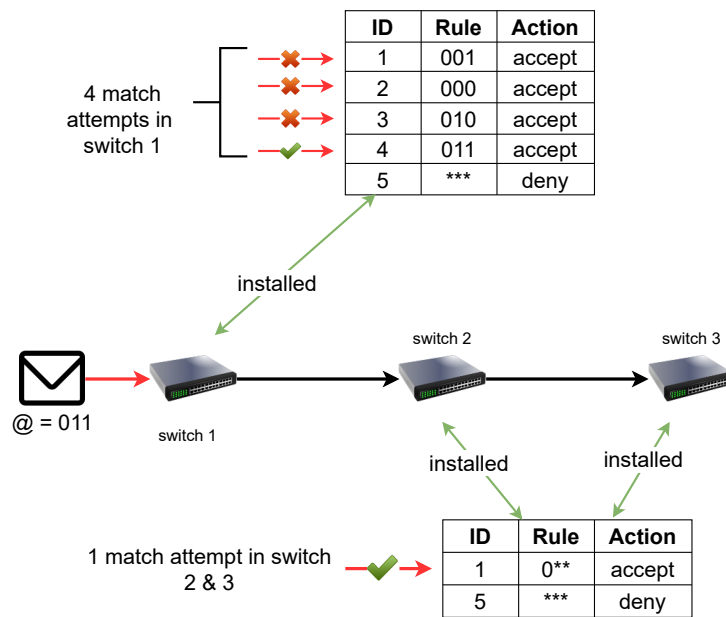 ID Rule Action
1 001 accept
2 000 accept
3 010 accept
4 011 accept
5 *** deny
4 match
attempts in
switch 1
installed
switch 2
switch 3
@ = 011
switch 1
installed
installed
1 match attempt in switch
2 & 3
ID Rule Action
1 0** accept
5 *** deny